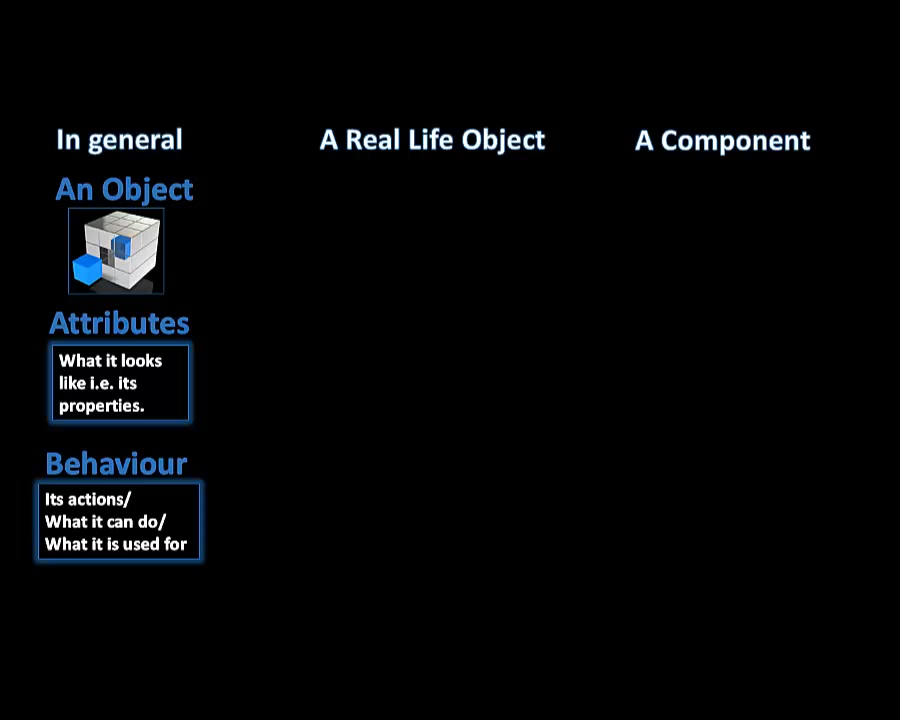 In general
A Real Life Object
A Component
An Object
Attributes
What it looks
like i.e. its
properties.
Behaviour
Its actions/
What it can do/
What it is used for